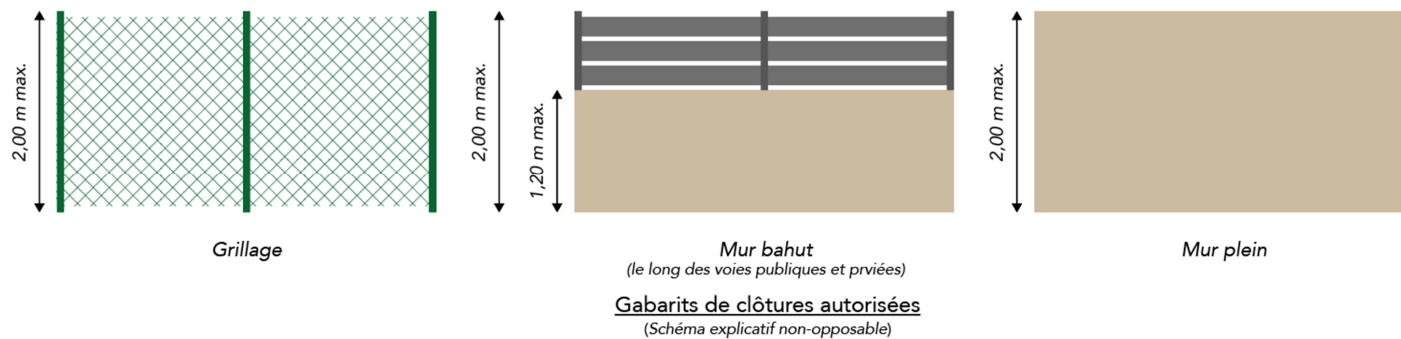 2,00 m max.
Grillage
2,00 m max.
1,20 m max.
Mur bahut
(le long des voies publiques et prviées)
2,00 m max.
Mur plein
Gabarits de clôtures autorisées
(Schéma explicatif non-opposable)